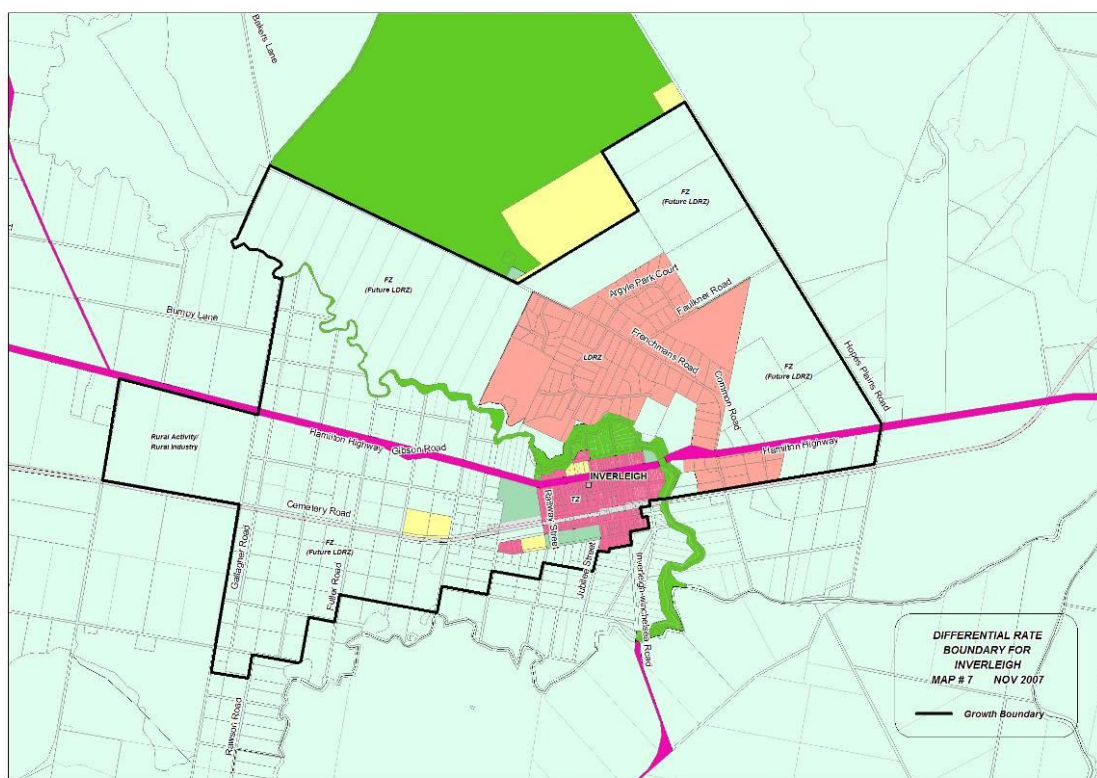 Bakers Lane
FZ
(Future LDRZ)
Argyle Park Court
Faulkner Road
FZ
(Future LDRZ)
Bumpy Lane
Frenchmans Road
LDRZ
Common Road
FZ
(Future LDRZ)
Hopes Plains Road
Rural Activity/
Rural Industry
Hamilton Highway
Gibson Road
Hamilton Highway
INVERLEIGH
TZ
Railway Street
Cemetery Road
FZ
(Future LDRZ)
Gallagher Road
Fuller Road
Jubilee Street
Inverleigh-winchelsea Road
Rawson Road
DIFFERENTIAL RATE
BOUNDARY FOR
INVERLEIGH
MAP # 7 NOV 2007
Growth Boundary